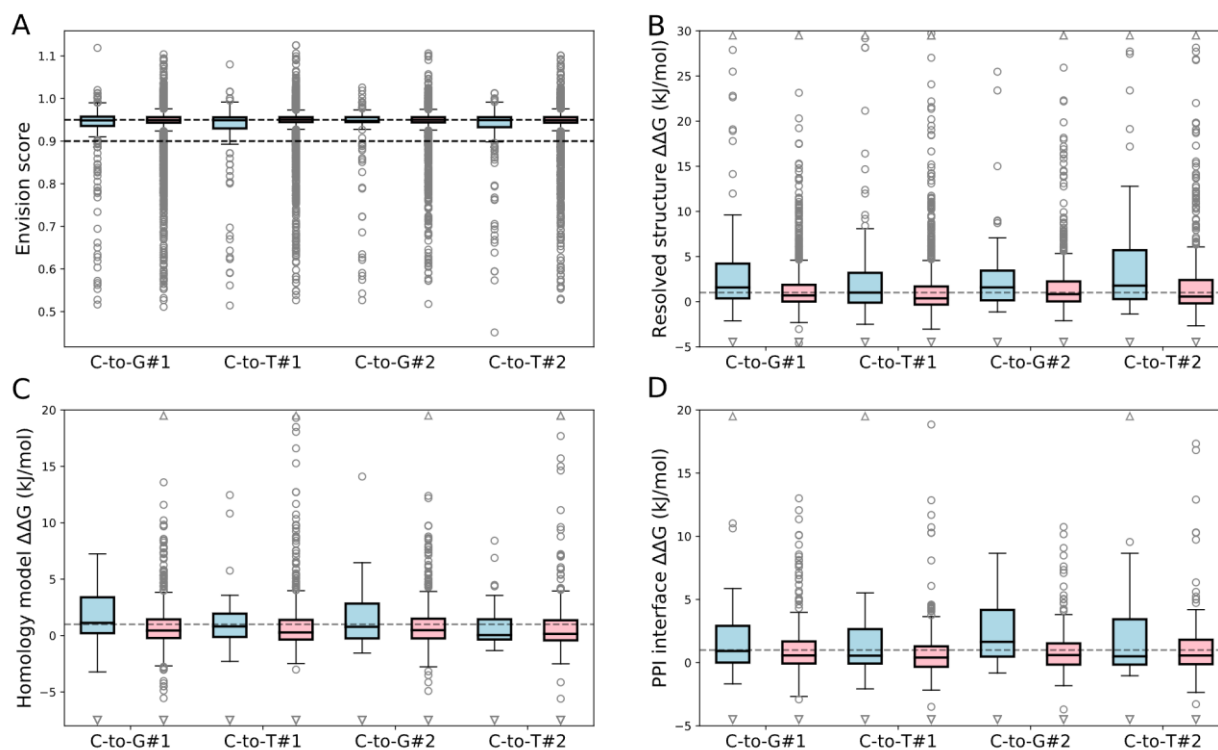 A
Envision score
1.1
1.0
0.9
0.8
0.7
0.6
0.5
C-to-G#1 C-to-T#1 C-to-G#2 C-to-T#2
B
Resolved structure ΔΔG (kJ/mol)
30
25
20
15
10
5
0
−5
C-to-G#1 C-to-T#1 C-to-G#2 C-to-T#2
C
Homology model ΔΔG (kJ/mol)
20
15
10
5
0
−5
C-to-G#1 C-to-T#1 C-to-G#2 C-to-T#2
D
PPI interface ΔΔG (kJ/mol)
20
15
10
5
0
−5
C-to-G#1 C-to-T#1 C-to-G#2 C-to-T#2